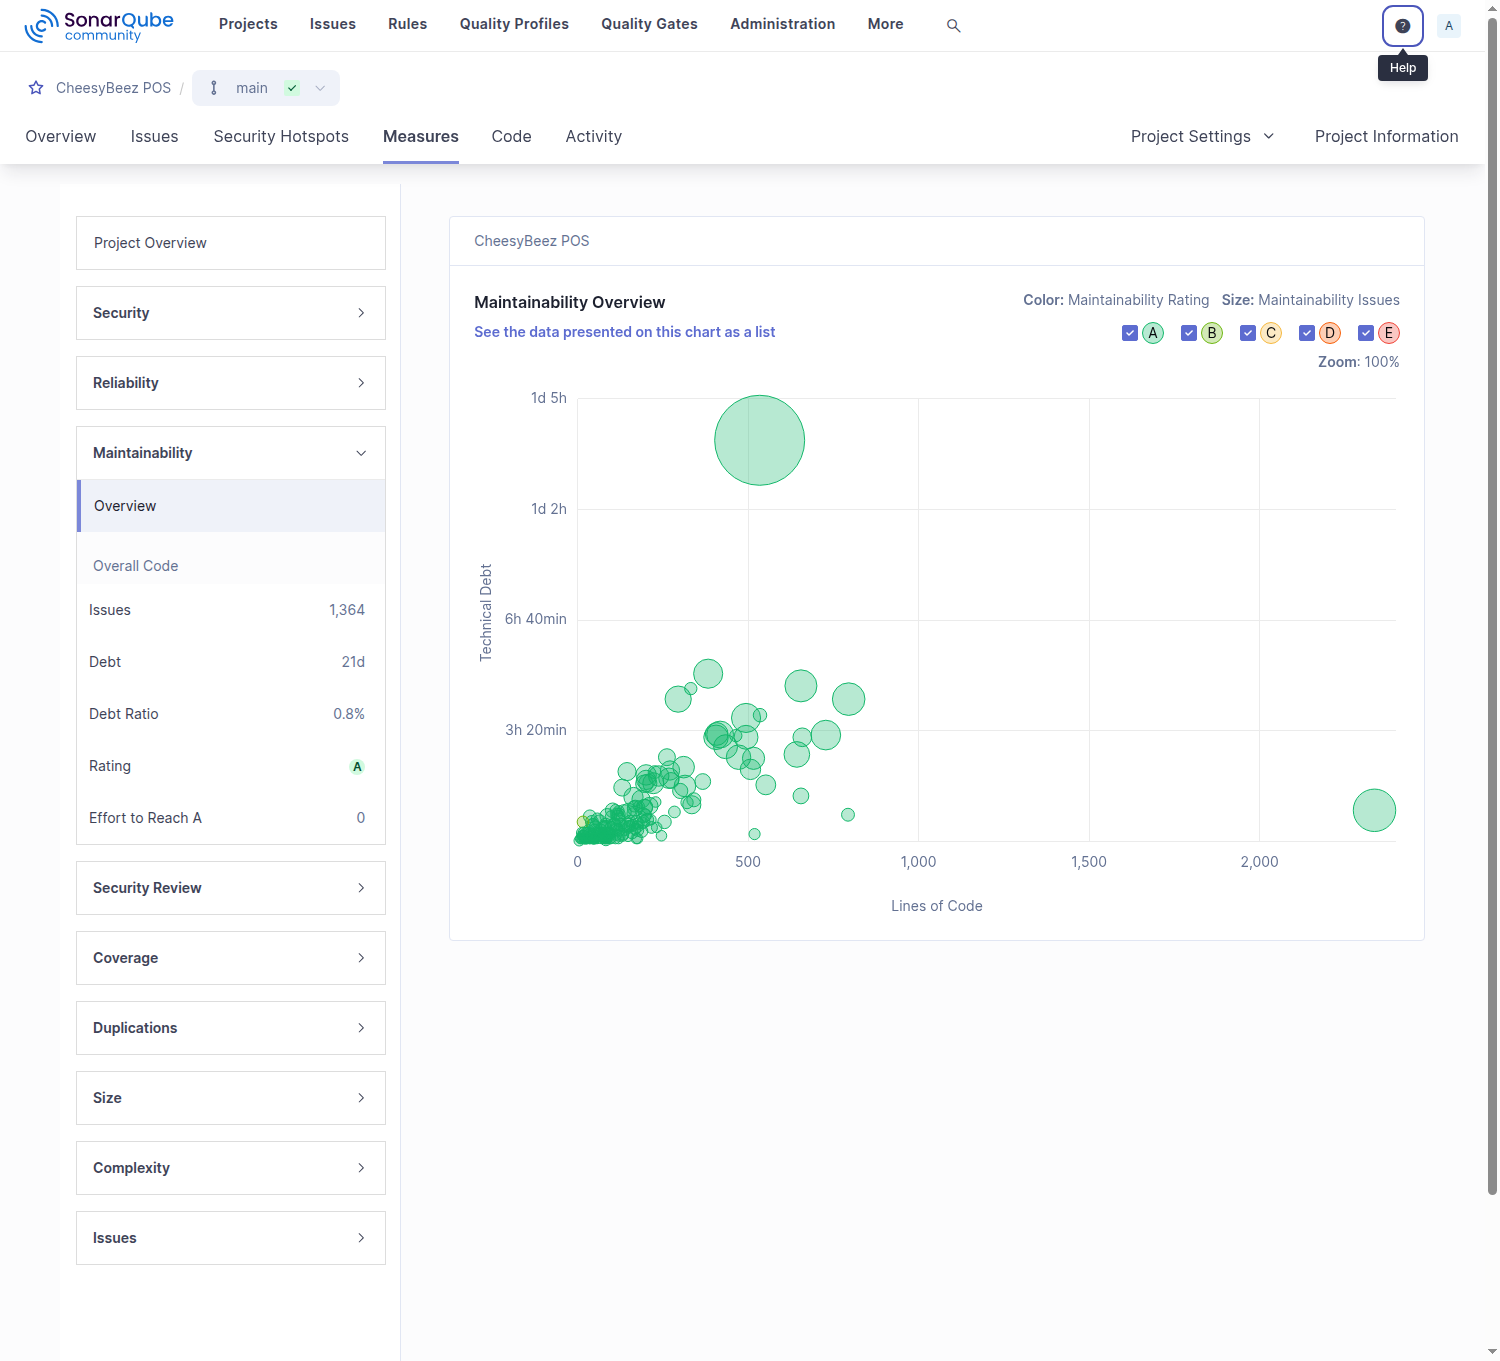 SonarQube
community
Projects
Issues
Rules
Quality Profiles
Quality Gates
Administration
More
?
A
Help
CheesyBeez POS / main
Overview
Issues
Security Hotspots
Measures
Code
Activity
Project Settings
Project Information
Project Overview
Security
Reliability
Maintainability
Overview
Overall Code
Issues 1,364
Debt 21d
Debt Ratio 0.8%
Rating A
Effort to Reach A 0
Security Review
Coverage
Duplications
Size
Complexity
Issues
CheesyBeez POS
Maintainability Overview
Color: Maintainability Rating Size: Maintainability Issues
See the data presented on this chart as a list
A B C D E
Zoom: 100%
1d 5h
1d 2h
6h 40min
3h 20min
Technical Debt
0 500 1,000 1,500 2,000
Lines of Code